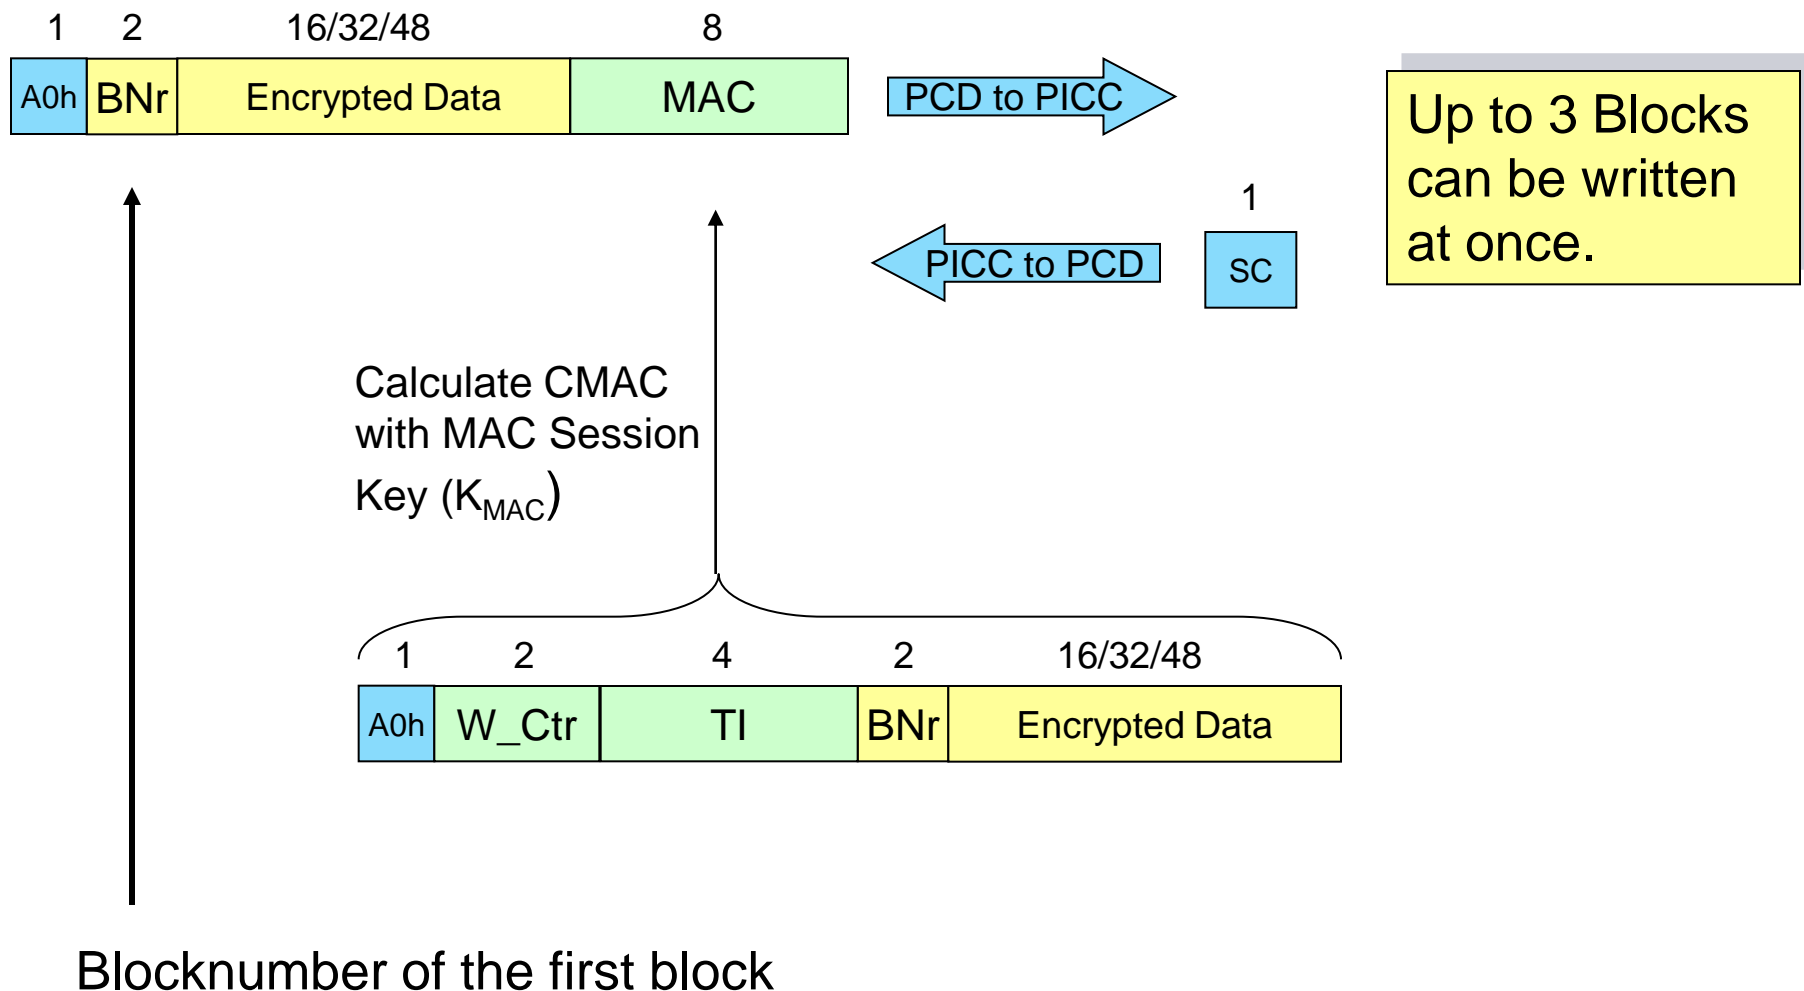 1 2 16/32/48 8
A0h BNr Encrypted Data MAC
PCD to PICC
Up to 3 Blocks
can be written
at once.
1
PICC to PCD
SC
Calculate CMAC
with MAC Session
Key (KMAC)
1 2 4 2 16/32/48
A0h W_Ctr TI BNr Encrypted Data
Blocknumber of the first block